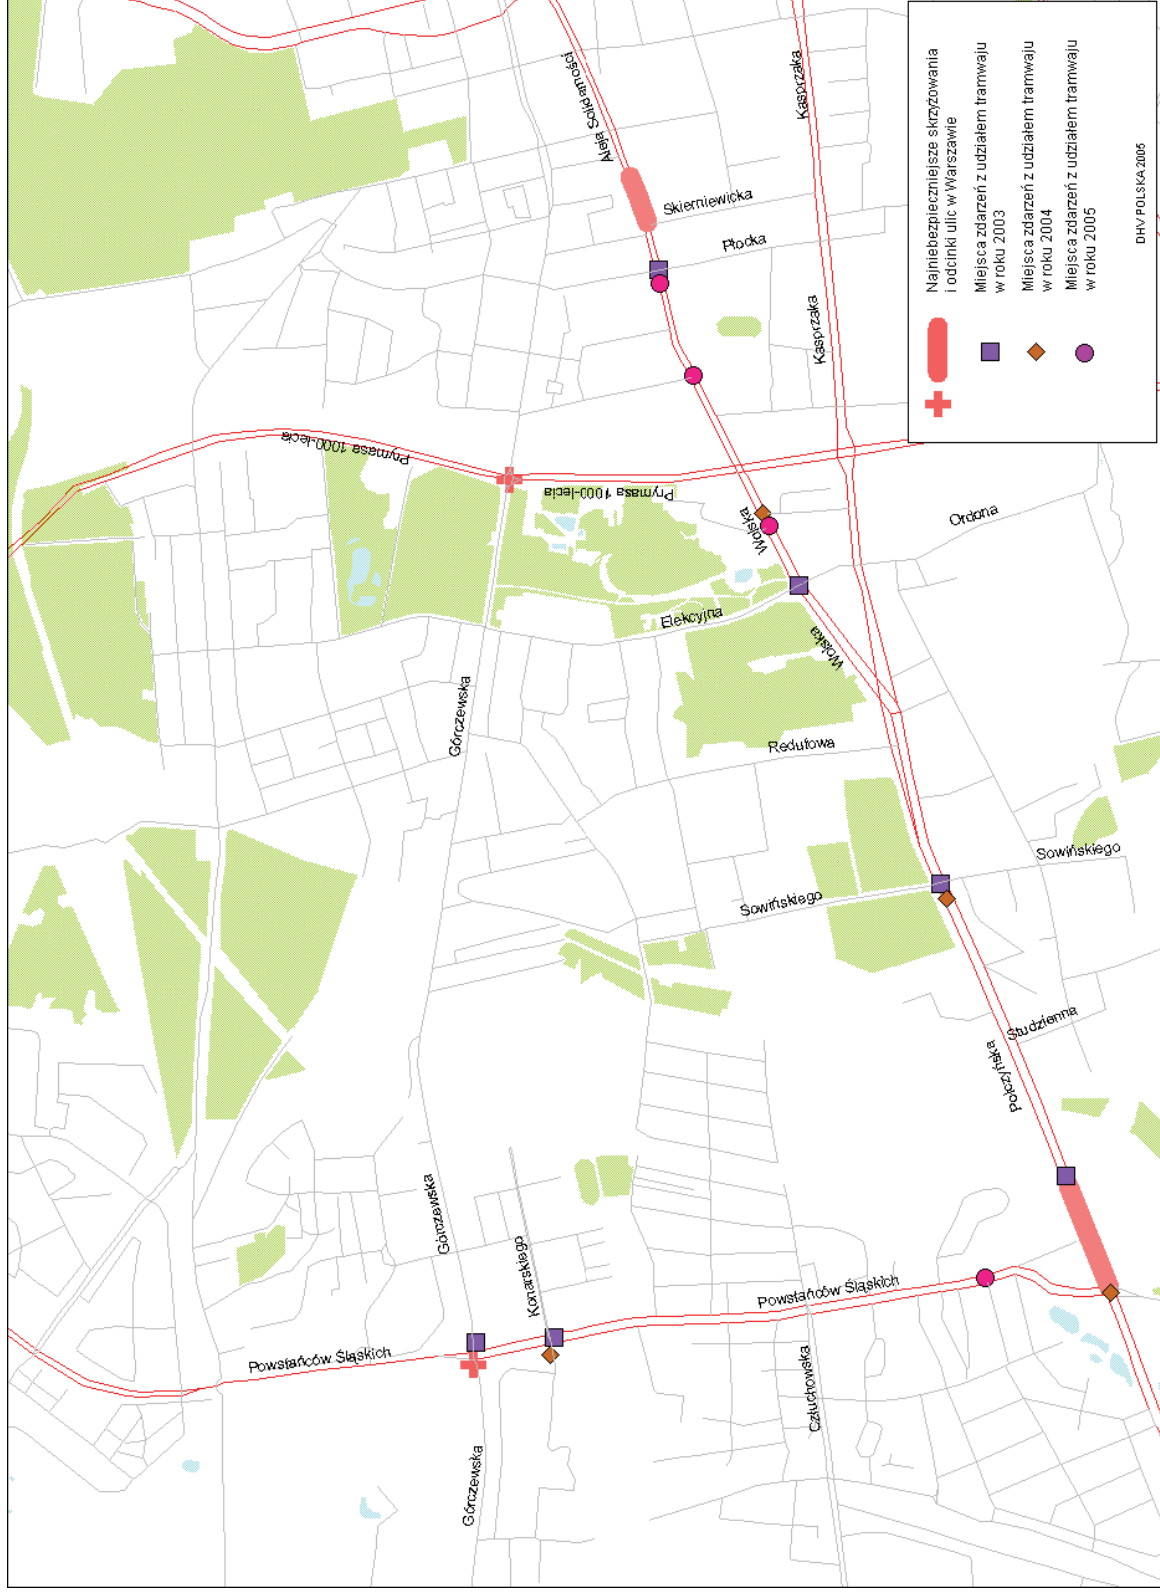 Aleja Solidarności
Kasprzaka
Skierniewicka
Płocka
Kasprzaka
Prymasa 1000-lecia
Prymasa 1000-lecia
Wolska
Ordona
Elekcyjna
Wolska
Górczewska
Redutowa
Sowińskiego
Sowińskiego
Studzienna
Połczyńska
Górczewska
Konarskiego
Powstańców Śląskich
Powstańców Śląskich
Człuchowska
Górczewska
Najniebezpieczniejsze skrzyżowania
i odcinki ulic w Warszawie
Miejsca zdarzeń z udziałem tramwaju
w roku 2003
Miejsca zdarzeń z udziałem tramwaju
w roku 2004
Miejsca zdarzeń z udziałem tramwaju
w roku 2005
DHV POLSKA 2005